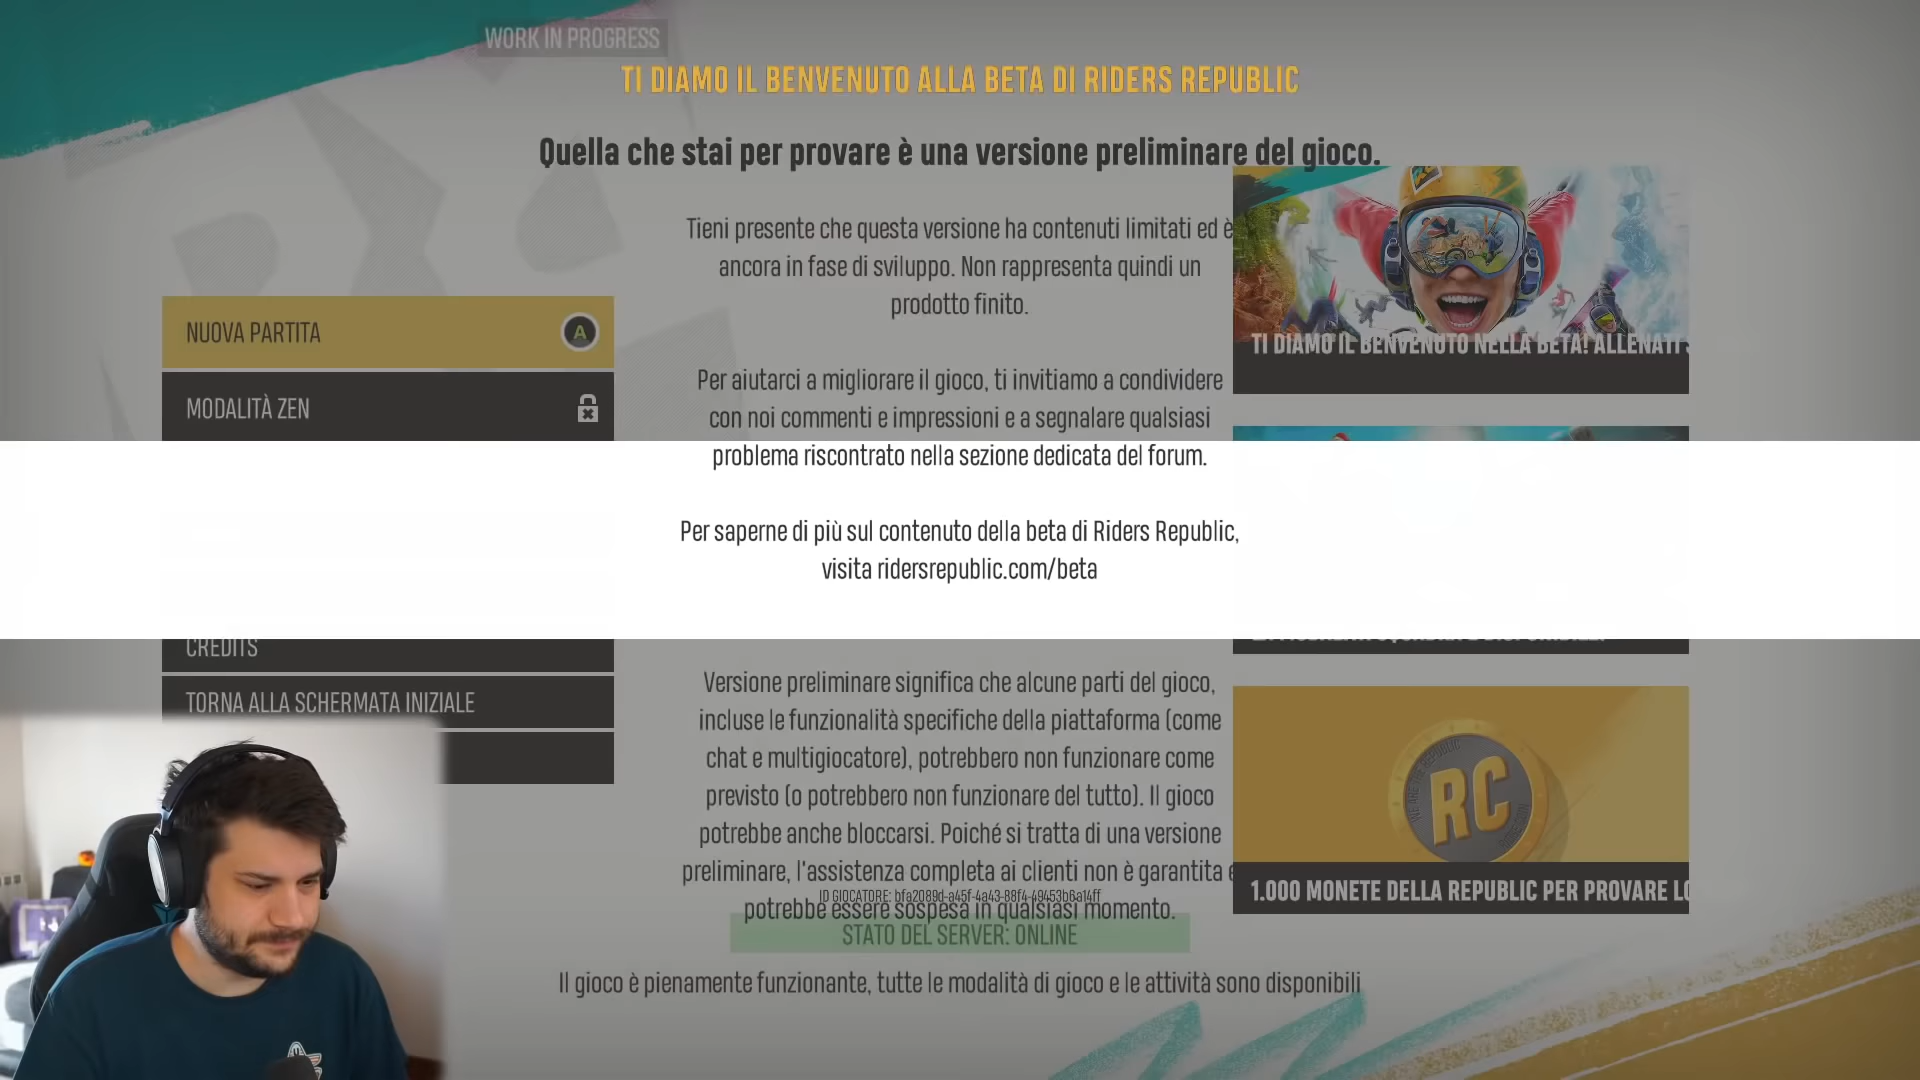 WORK IN PROGRESS
TI DIAMO IL BENVENUTO ALLA BETA DI RIDERS REPUBLIC
Quella che stai per provare è una versione preliminare del gioco.
Tieni presente che questa versione ha contenuti limitati ed è
ancora in fase di sviluppo. Non rappresenta quindi un
prodotto finito.
Per aiutarci a migliorare il gioco, ti invitiamo a condividere
con noi commenti e impressioni e a segnalare qualsiasi
problema riscontrato nella sezione dedicata del forum.
Per saperne di più sul contenuto della beta di Riders Republic,
visita ridersrepublic.com/beta
Versione preliminare significa che alcune parti del gioco,
incluse le funzionalità specifiche della piattaforma (come
chat e multigiocatore), potrebbero non funzionare come
previsto (o potrebbero non funzionare del tutto). Il gioco
potrebbe anche bloccarsi. Poiché si tratta di una versione
preliminare, l'assistenza completa ai clienti non è garantita e
potrebbe essere sospesa in qualsiasi momento.
NUOVA PARTITA
A
MODALITÀ ZEN
CREDITS
TORNA ALLA SCHERMATA INIZIALE
TI DIAMO IL BENVENUTO NELLA BETA! ALLENATI
RC
1.000 MONETE DELLA REPUBLIC PER PROVARE LO
ID GIOCATORE: bfa2089d-a45f-4a43-88f4-49453b6a14ff
STATO DEL SERVER: ONLINE
Il gioco è pienamente funzionante, tutte le modalità di gioco e le attività sono disponibili